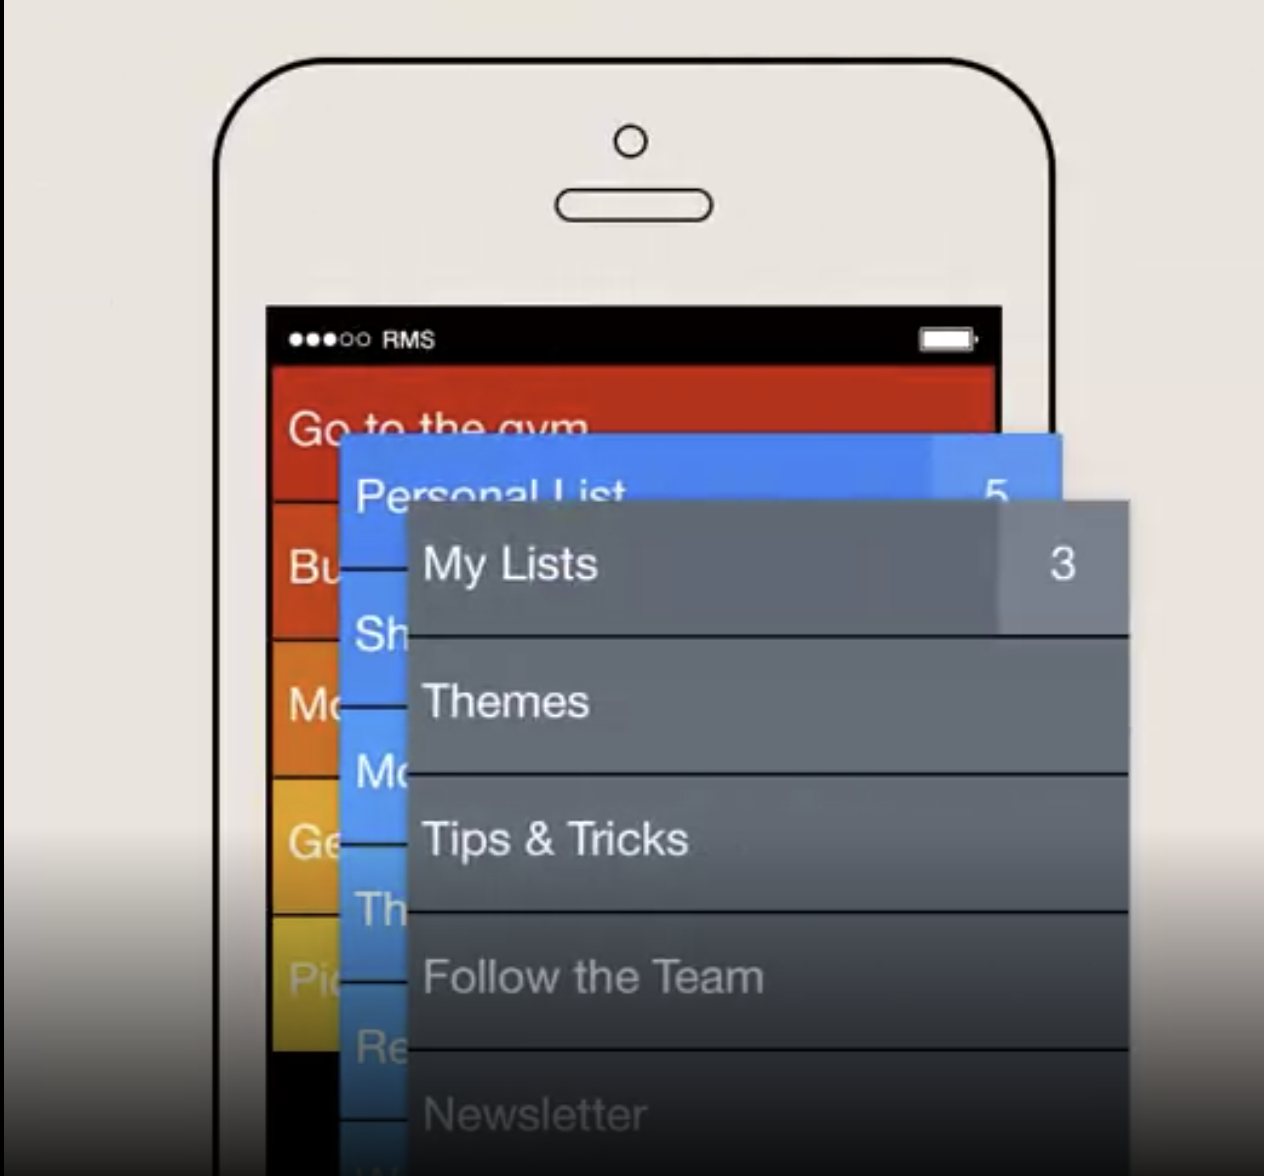 RMS
Go to the gym
Personal List 5
My Lists 3
Bu
Sh
Themes
Mo
Mo
Tips & Tricks
Ge
Th
Follow the Team
Pic
Re
Newsletter